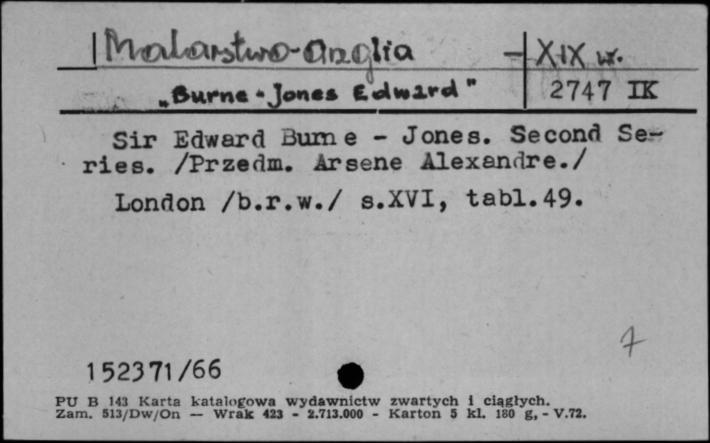 Malarstwo-Anglia - XIX w.
„Burne-Jones Edward" 2747 IK
Sir Edward Burne - Jones. Second Se-
ries. /Przedm. Arsene Alexandre./
London /b.r.w./ s.XVI, tabl.49.
7
152371/66
PU B 143 Karta katalogowa wydawnictw zwartych i ciągłych.
Zam. 513/Dw/On — Wrak 423 - 2.713.000 - Karton 5 kl. 180 g, - V.72.